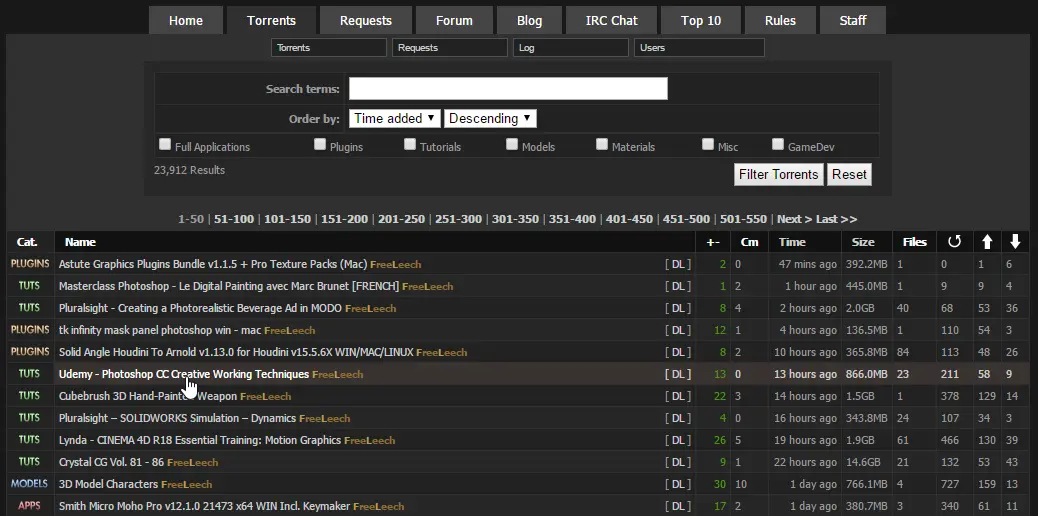 Home Torrents Requests Forum Blog IRC Chat Top 10 Rules Staff
Torrents Requests Log Users
Search terms:
Order by: Time added Descending
Full Applications Plugins Tutorials Models Materials Misc GameDev
23,912 Results Filter Torrents Reset
1-50 | 51-100 | 101-150 | 151-200 | 201-250 | 251-300 | 301-350 | 351-400 | 401-450 | 451-500 | 501-550 | Next > Last >>
Cat. Name +- Cm Time Size Files
PLUGINS Astute Graphics Plugins Bundle v1.1.5 + Pro Texture Packs (Mac) FreeLeech [ DL ] 2 0 47 mins ago 392.2MB 1 0 1 6
TUTS Masterclass Photoshop - Le Digital Painting avec Marc Brunet [FRENCH] FreeLeech [ DL ] 1 2 1 hour ago 445.0MB 1 9 9 4
TUTS Pluralsight - Creating a Photorealistic Beverage Ad in MODO FreeLeech [ DL ] 8 4 2 hours ago 2.0GB 40 68 53 36
PLUGINS tk infinity mask panel photoshop win - mac FreeLeech [ DL ] 12 1 4 hours ago 136.5MB 1 110 54 3
PLUGINS Solid Angle Houdini To Arnold v1.13.0 for Houdini v15.5.6X WIN/MAC/LINUX FreeLeech [ DL ] 8 2 10 hours ago 365.8MB 84 113 48 26
TUTS Udemy - Photoshop CC Creative Working Techniques FreeLeech [ DL ] 13 0 13 hours ago 866.0MB 23 211 58 9
TUTS Cubebrush 3D Hand-Painted Weapon FreeLeech [ DL ] 22 3 14 hours ago 1.5GB 1 378 129 14
TUTS Pluralsight – SOLIDWORKS Simulation – Dynamics FreeLeech [ DL ] 4 0 16 hours ago 343.8MB 24 107 34 3
TUTS Lynda - CINEMA 4D R18 Essential Training: Motion Graphics FreeLeech [ DL ] 26 5 19 hours ago 1.9GB 61 466 130 39
TUTS Crystal CG Vol. 81 - 86 FreeLeech [ DL ] 9 1 22 hours ago 14.6GB 21 132 53 43
MODELS 3D Model Characters FreeLeech [ DL ] 30 10 1 day ago 766.1MB 4 727 159 13
APPS Smith Micro Moho Pro v12.1.0 21473 x64 WIN Incl. Keymaker FreeLeech [ DL ] 17 2 1 day ago 380.7MB 3 340 61 11